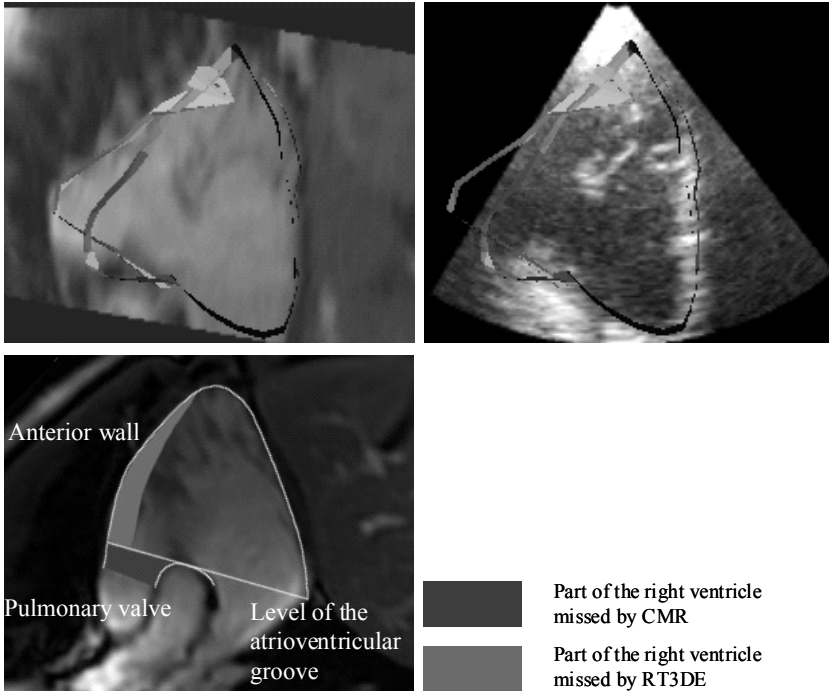 Anterior wall
Pulmonary valve
Level of the
atrioventricular
groove
Part of the right ventricle
missed by CMR
Part of the right ventricle
missed by RT3DE